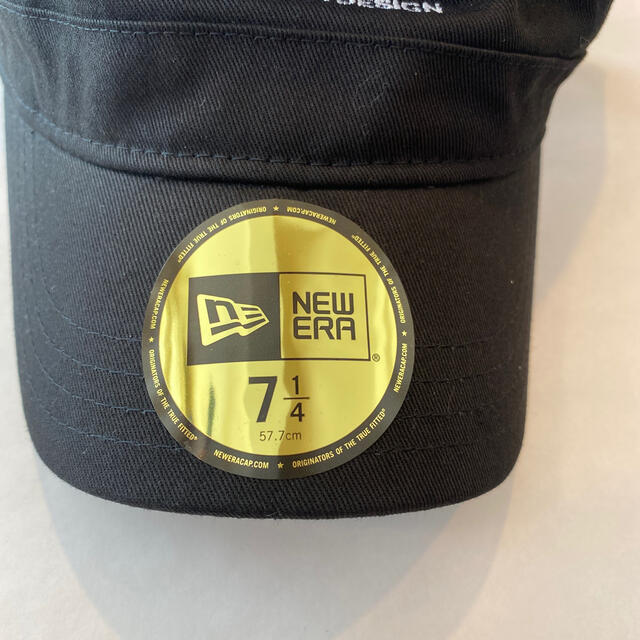 DESIGN
NEW
ERA
®
7 1/4
57.7cm
NEWERACAP.COM ★ ORIGINATORS OF THE TRUE FITTED® ★ NEWERACAP.COM ★ ORIGINATORS OF THE TRUE FITTED® ★ NEWERACAP.COM ★ ORIGINATORS OF THE TRUE FITTED® ★ NEWERACAP.COM ★ ORIGINATORS OF THE TRUE FITTED® ★